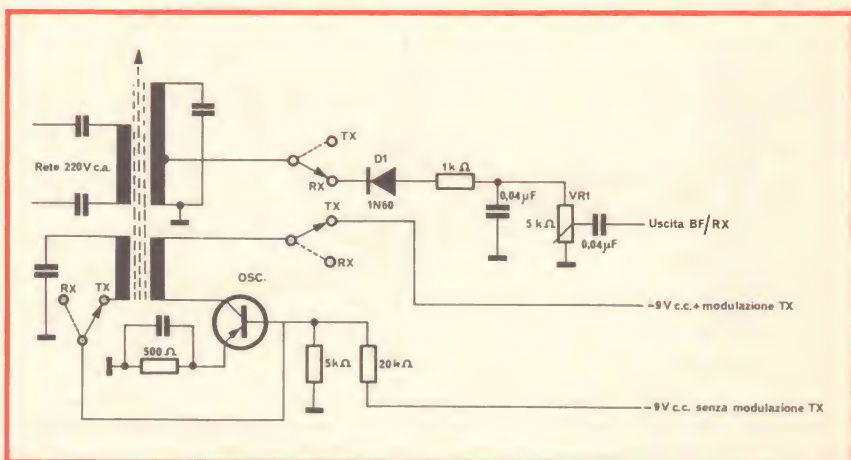 TX
Rete 220V c.a.
D1
RX
1N60
1kΩ
0,04µF
VR1
5kΩ
0,04µF
Uscita BF/RX
TX
RX
OSC.
RX
TX
-9V c.c.+ modulazione TX
500Ω
5kΩ
20kΩ
-9V c.c. senza modulazione TX